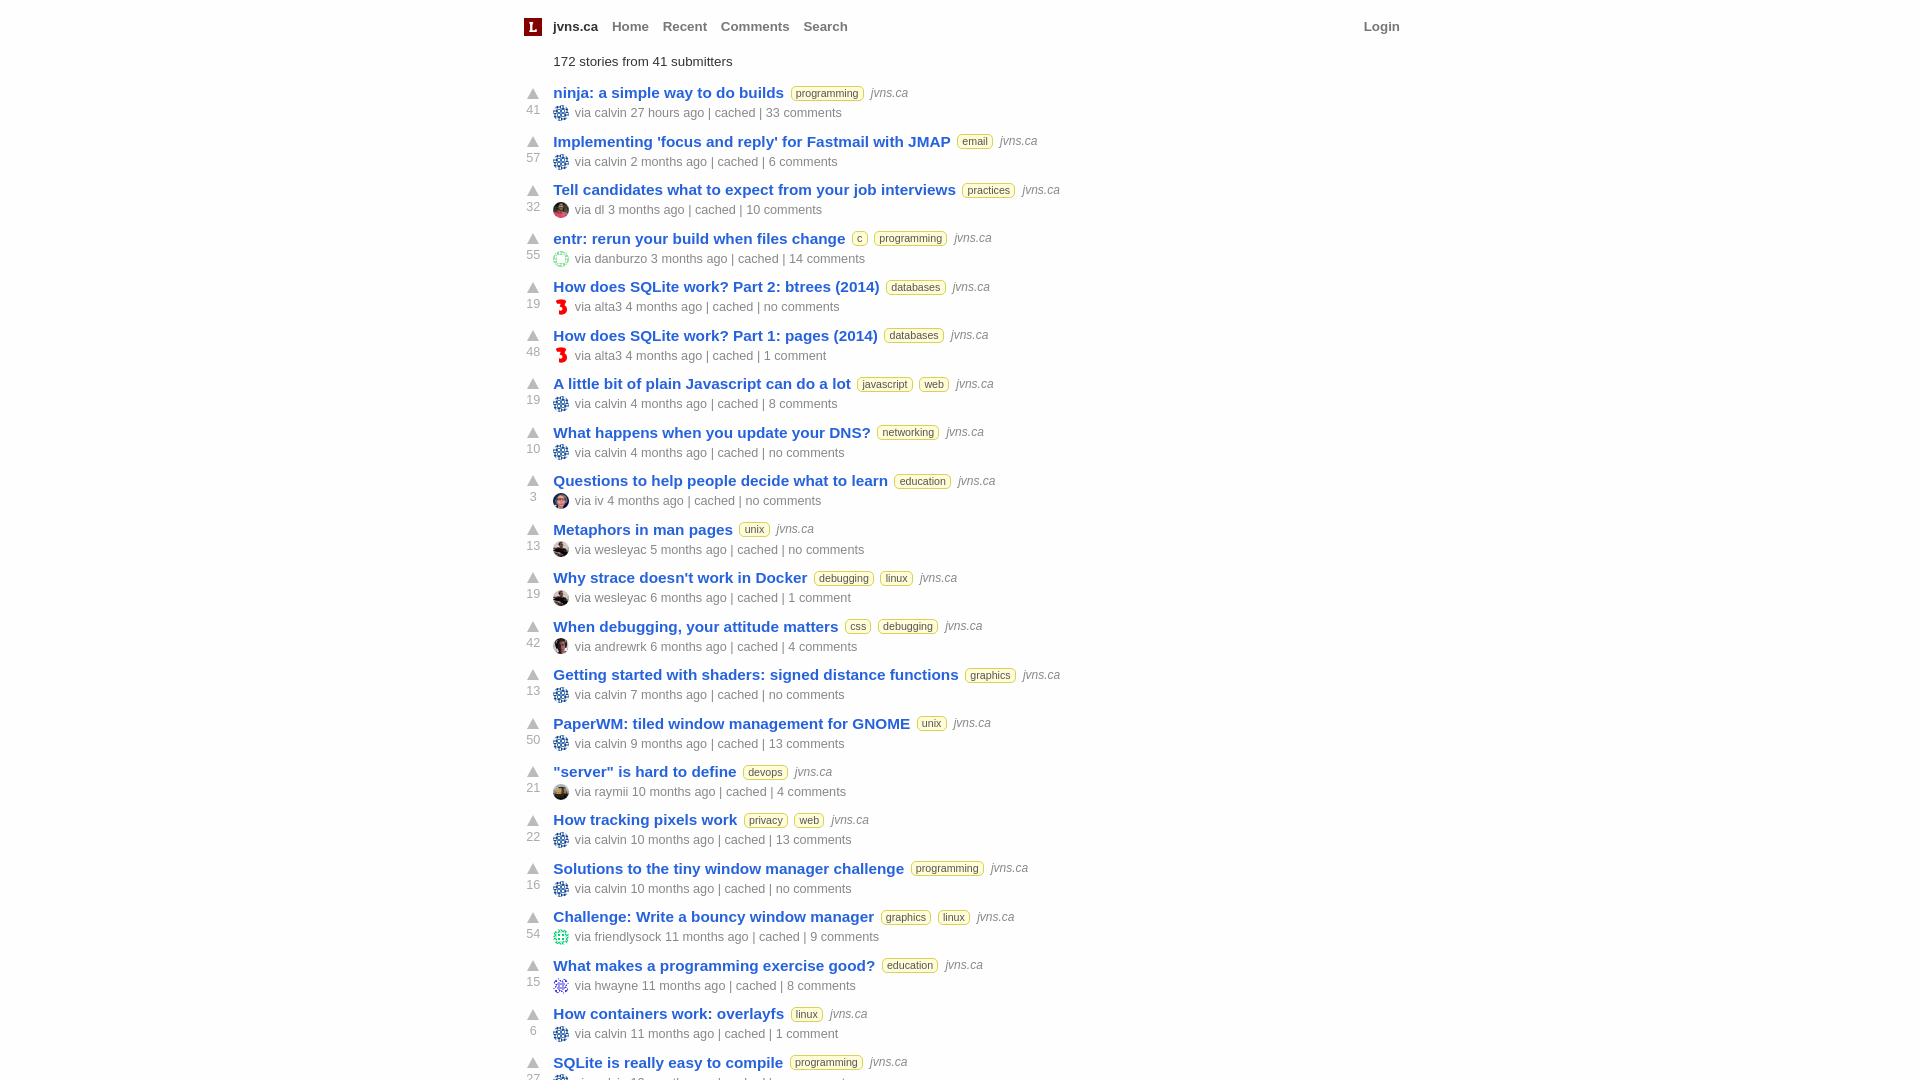 L jvns.ca Home Recent Comments Search Login
172 stories from 41 submitters
ninja: a simple way to do builds programming jvns.ca
41 via calvin 27 hours ago | cached | 33 comments
Implementing 'focus and reply' for Fastmail with JMAP email jvns.ca
57 via calvin 2 months ago | cached | 6 comments
Tell candidates what to expect from your job interviews practices jvns.ca
32 via dl 3 months ago | cached | 10 comments
entr: rerun your build when files change c programming jvns.ca
55 via danburzo 3 months ago | cached | 14 comments
How does SQLite work? Part 2: btrees (2014) databases jvns.ca
19 via alta3 4 months ago | cached | no comments
How does SQLite work? Part 1: pages (2014) databases jvns.ca
48 via alta3 4 months ago | cached | 1 comment
A little bit of plain Javascript can do a lot javascript web jvns.ca
19 via calvin 4 months ago | cached | 8 comments
What happens when you update your DNS? networking jvns.ca
10 via calvin 4 months ago | cached | no comments
Questions to help people decide what to learn education jvns.ca
3 via iv 4 months ago | cached | no comments
Metaphors in man pages unix jvns.ca
13 via wesleyac 5 months ago | cached | no comments
Why strace doesn't work in Docker debugging linux jvns.ca
19 via wesleyac 6 months ago | cached | 1 comment
When debugging, your attitude matters css debugging jvns.ca
42 via andrewrk 6 months ago | cached | 4 comments
Getting started with shaders: signed distance functions graphics jvns.ca
13 via calvin 7 months ago | cached | no comments
PaperWM: tiled window management for GNOME unix jvns.ca
50 via calvin 9 months ago | cached | 13 comments
"server" is hard to define devops jvns.ca
21 via raymii 10 months ago | cached | 4 comments
How tracking pixels work privacy web jvns.ca
22 via calvin 10 months ago | cached | 13 comments
Solutions to the tiny window manager challenge programming jvns.ca
16 via calvin 10 months ago | cached | no comments
Challenge: Write a bouncy window manager graphics linux jvns.ca
54 via friendlysock 11 months ago | cached | 9 comments
What makes a programming exercise good? education jvns.ca
15 via hwayne 11 months ago | cached | 8 comments
How containers work: overlayfs linux jvns.ca
6 via calvin 11 months ago | cached | 1 comment
SQLite is really easy to compile programming jvns.ca
27